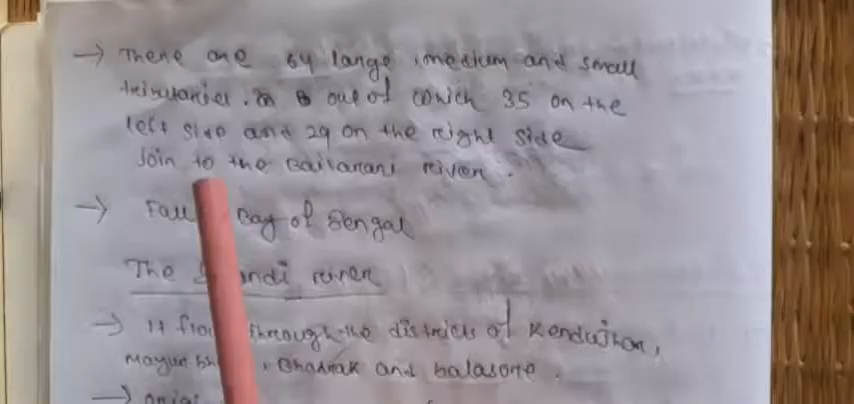 → There are 64 large, medium and small
tributaries. out of which 35 on the
left side and 29 on the right side
Join to the Baitarani river.
→ Fall Bay of Bengal
The ndi river
→ It flow through the districts of Kendujhar,
Mayurbh , Bhadrak and Balasore.
→